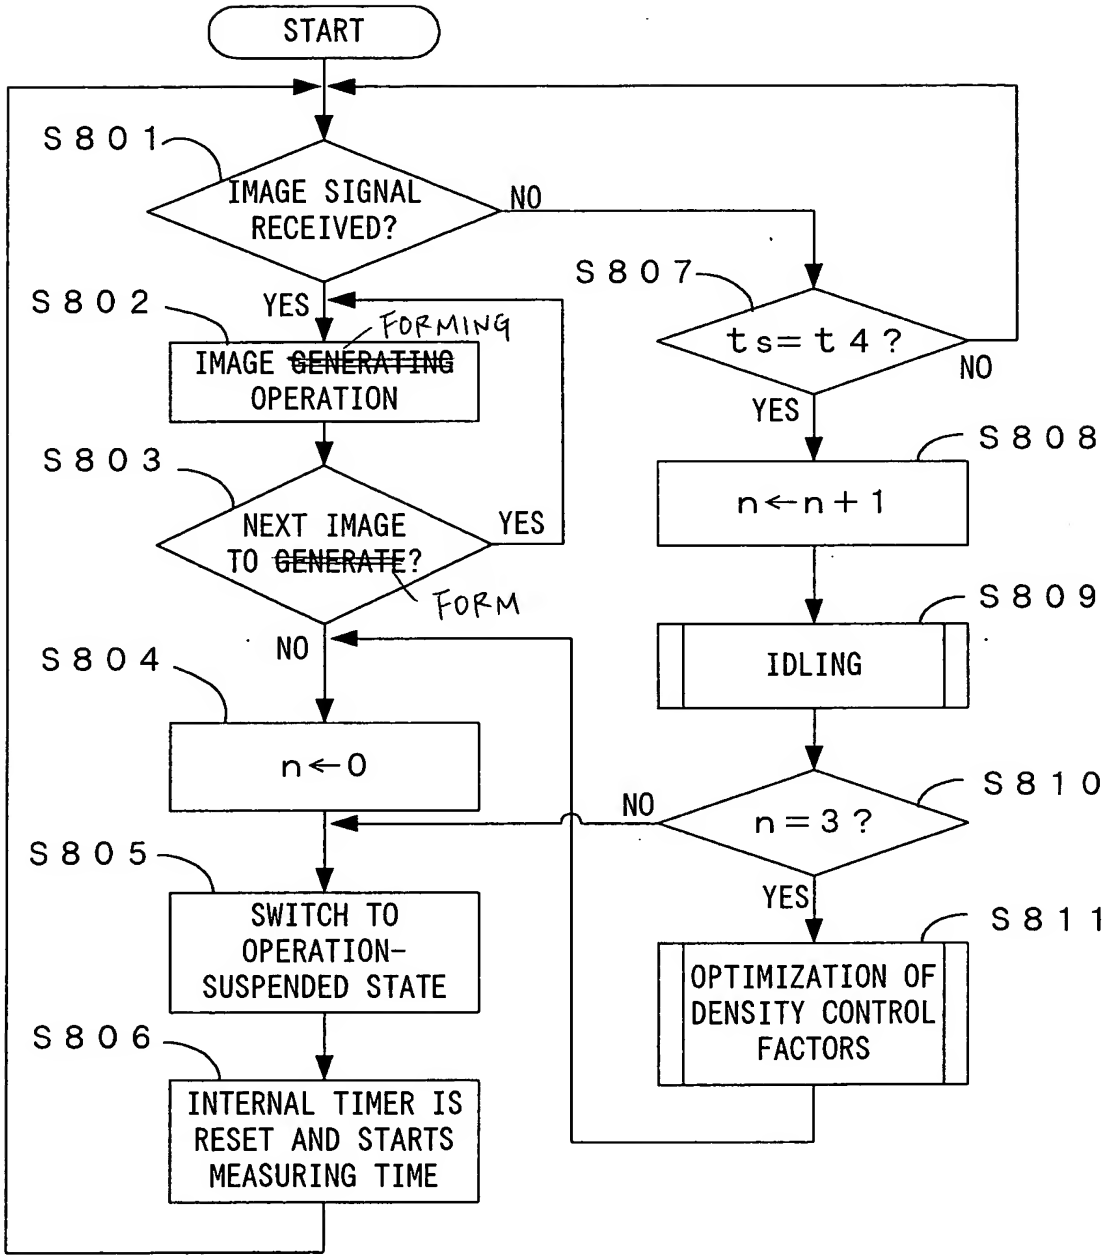 START
S801
IMAGE SIGNAL
RECEIVED?
NO
YES
S802
FORMING
IMAGE GENERATING
OPERATION
S803
NEXT IMAGE
TO GENERATE?
FORM
YES
NO
S804
n←0
S805
SWITCH TO
OPERATION-
SUSPENDED STATE
S806
INTERNAL TIMER IS
RESET AND STARTS
MEASURING TIME
S807
ts=t4?
NO
YES
S808
n←n+1
S809
IDLING
S810
n=3?
NO
YES
S811
OPTIMIZATION OF
DENSITY CONTROL
FACTORS